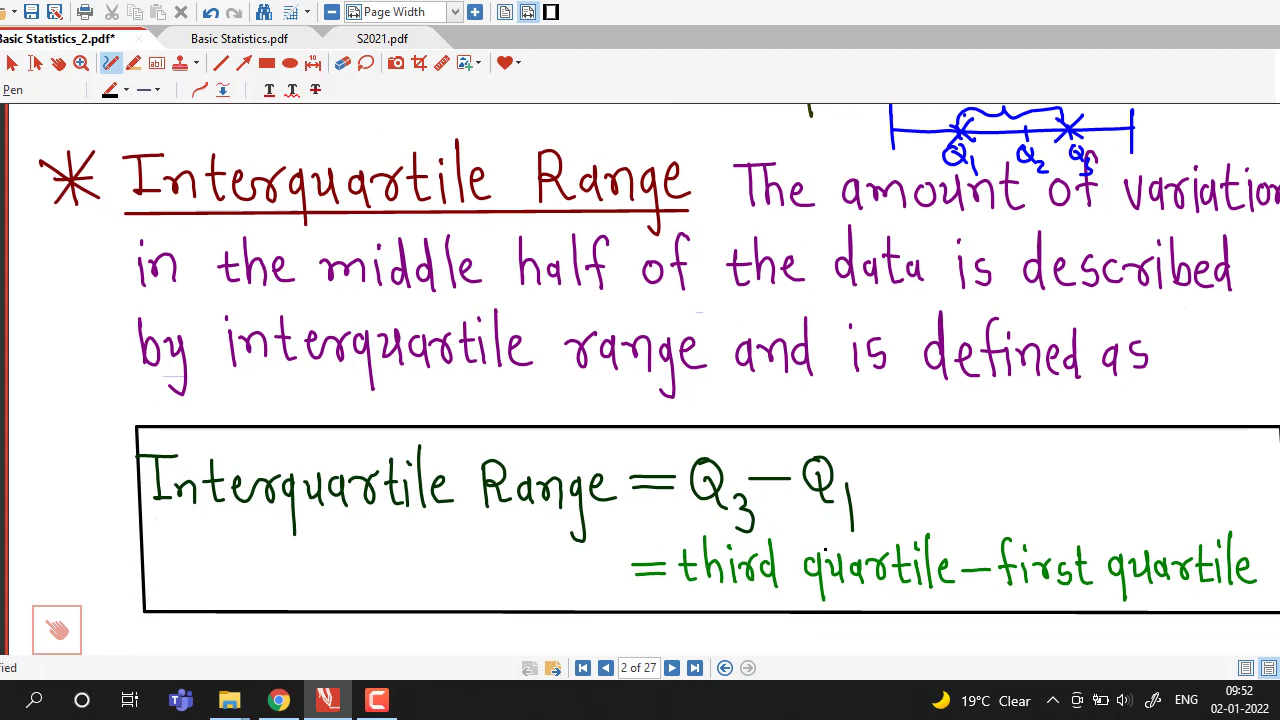 Page Width
Basic Statistics_2.pdf*
Basic Statistics.pdf
S2021.pdf
10
Pen
T T T
Q1 Q2 Q3
* Interquartile Range The amount of variation
in the middle half of the data is described
by interquartile range and is defined as
Interquartile Range = Q3 - Q1
= third quartile - first quartile
2 of 27
19°C Clear
ENG
09:52
02-01-2022